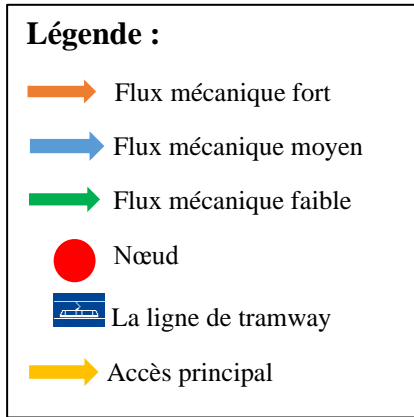 Légende :
Flux mécanique fort
Flux mécanique moyen
Flux mécanique faible
Nœud
La ligne de tramway
Accès principal